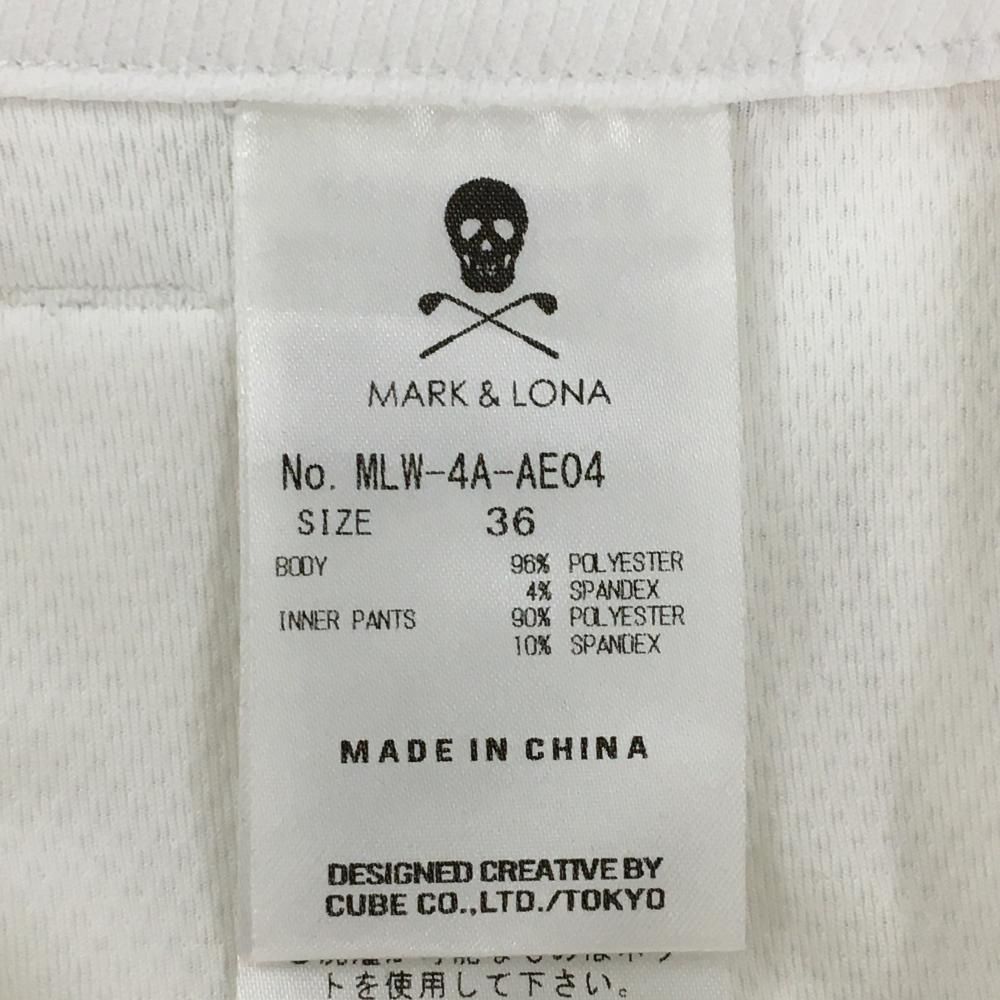 MARK & LONA
No. MLW-4A-AE04
SIZE 36
BODY 96% POLYESTER
4% SPANDEX
INNER PANTS 90% POLYESTER
10% SPANDEX
MADE IN CHINA
DESIGNED CREATIVE BY
CUBE CO.,LTD./TOKYO
トを使用して下さい。